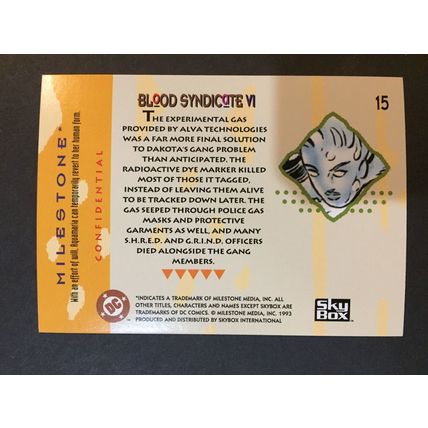 BLOOD SYNDICATE VI
15
THE EXPERIMENTAL GAS
PROVIDED BY ALVA TECHNOLOGIES
WAS A FAR MORE FINAL SOLUTION
TO DAKOTA'S GANG PROBLEM
THAN ANTICIPATED. THE
RADIOACTIVE DYE MARKER KILLED
MOST OF THOSE IT TAGGED,
INSTEAD OF LEAVING THEM ALIVE
TO BE TRACKED DOWN LATER. THE
GAS SEEPED THROUGH POLICE GAS
MASKS AND PROTECTIVE
GARMENTS AS WELL, AND MANY
S.H.R.E.D. AND G.R.I.N.D. OFFICERS
DIED ALONGSIDE THE GANG
MEMBERS.
MILESTONE*
CONFIDENTIAL
With an effort of will, Aquamaria can temporarily revert to her human form.
DC
*INDICATES A TRADEMARK OF MILESTONE MEDIA, INC. ALL
OTHER TITLES, CHARACTERS AND NAMES EXCEPT SKYBOX ARE
TRADEMARKS OF DC COMICS. © MILESTONE MEDIA, INC. 1993
PRODUCED AND DISTRIBUTED BY SKYBOX INTERNATIONAL
SkyBox™